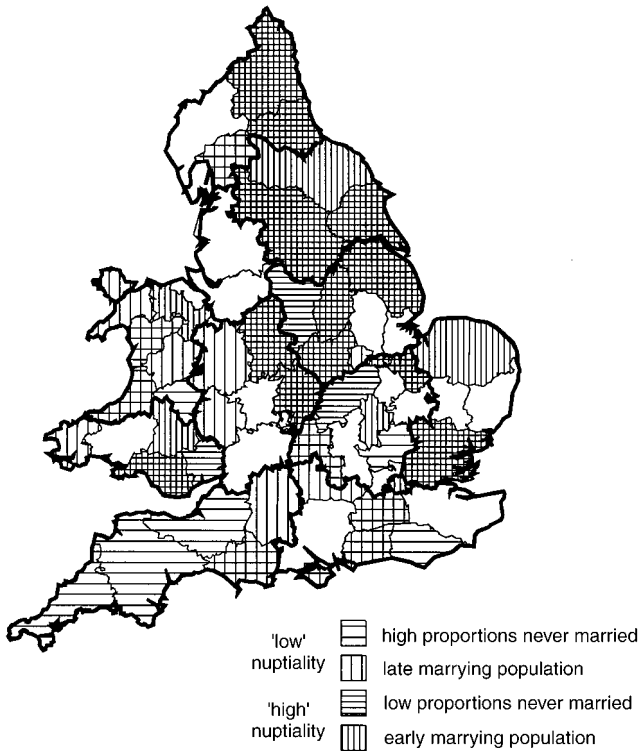 'low'
nuptiality
high proportions never married
late marrying population
'high'
nuptiality
low proportions never married
early marrying population